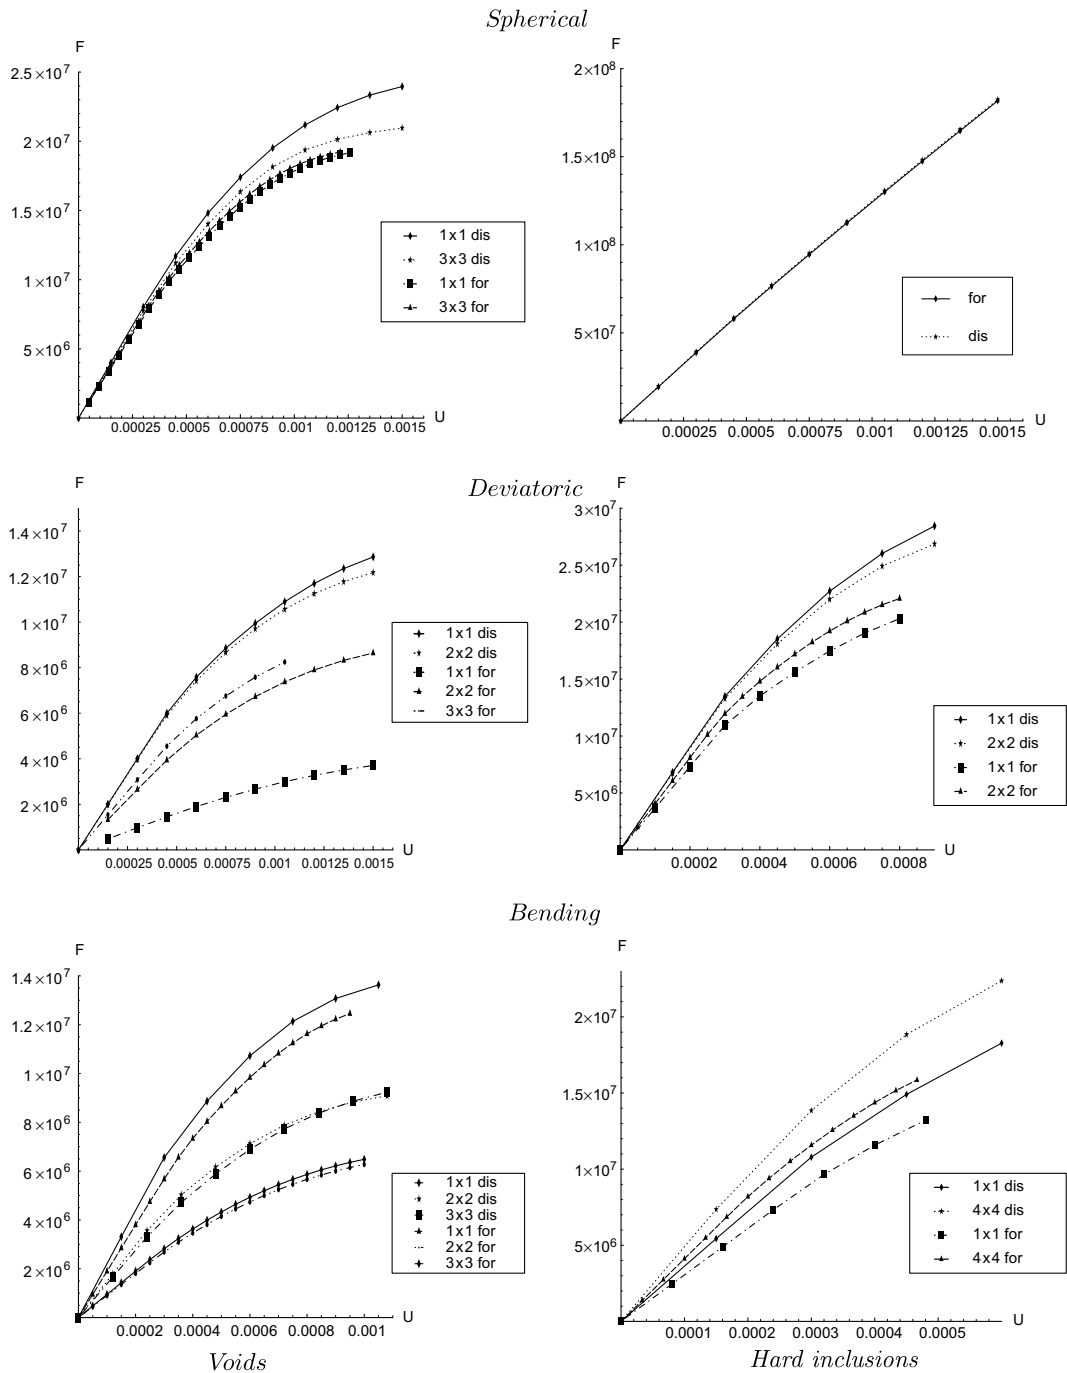 Spherical
F
2.5×10^7
2×10^7
1.5×10^7
1×10^7
5×10^6
0.00025 0.0005 0.00075 0.001 0.00125 0.0015
U
1x1 dis
3x3 dis
1x1 for
3x3 for
F
2×10^8
1.5×10^8
1×10^8
5×10^7
0.00025 0.0005 0.00075 0.001 0.00125 0.0015
U
for
dis
Deviatoric
F
1.4×10^7
1.2×10^7
1×10^7
8×10^6
6×10^6
4×10^6
2×10^6
0.00025 0.0005 0.00075 0.001 0.00125 0.0015
U
1x1 dis
2x2 dis
1x1 for
2x2 for
3x3 for
F
3×10^7
2.5×10^7
2×10^7
1.5×10^7
1×10^7
5×10^6
0.0002 0.0004 0.0006 0.0008
U
1x1 dis
2x2 dis
1x1 for
2x2 for
Bending
F
1.4×10^7
1.2×10^7
1×10^7
8×10^6
6×10^6
4×10^6
2×10^6
0.0002 0.0004 0.0006 0.0008 0.001
U
1x1 dis
2x2 dis
3x3 dis
1x1 for
2x2 for
3x3 for
Voids
F
2×10^7
1.5×10^7
1×10^7
5×10^6
0.0001 0.0002 0.0003 0.0004 0.0005
U
1x1 dis
4x4 dis
1x1 for
4x4 for
Hard inclusions